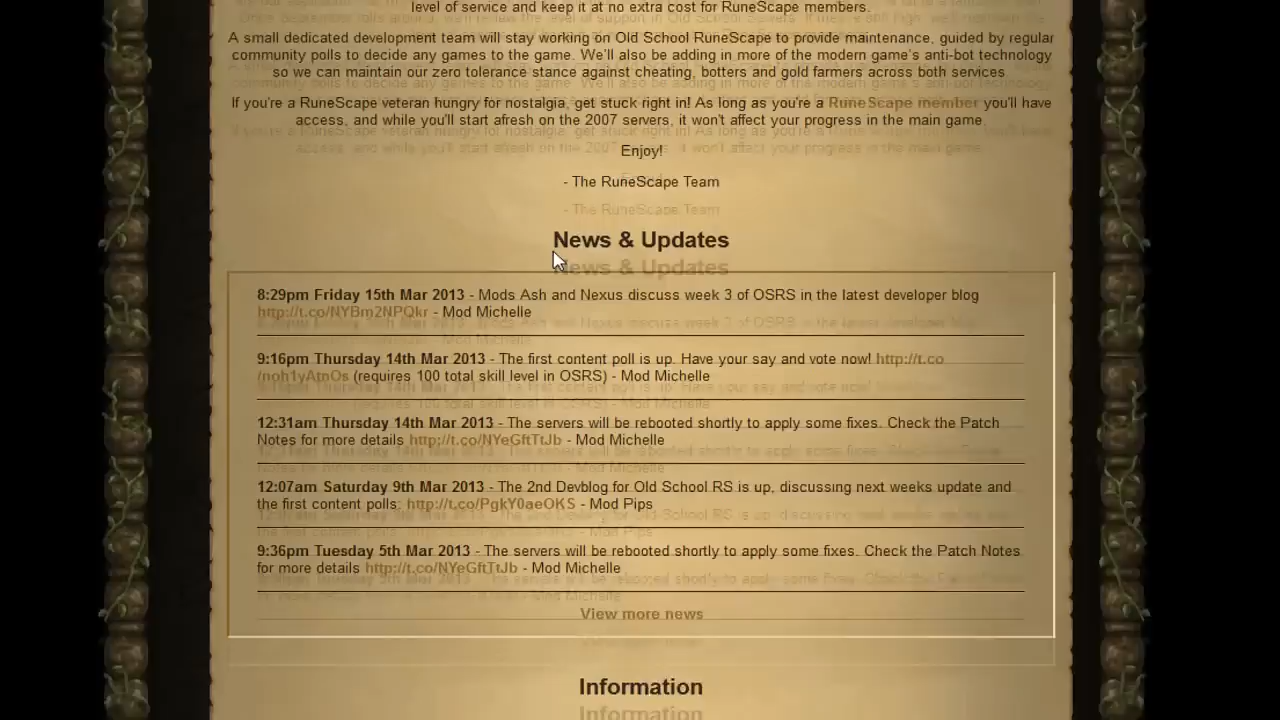 level of service and keep it at no extra cost for RuneScape members.
A small dedicated development team will stay working on Old School RuneScape to provide maintenance, guided by regular
community polls to decide any games to the game. We'll also be adding in more of the modern game's anti-bot technology
so we can maintain our zero tolerance stance against cheating, botters and gold farmers across both services.
If you're a RuneScape veteran hungry for nostalgia, get stuck right in! As long as you're a RuneScape member you'll have
access, and while you'll start afresh on the 2007 servers, it won't affect your progress in the main game.
Enjoy!
- The RuneScape Team
News & Updates
8:29pm Friday 15th Mar 2013 - Mods Ash and Nexus discuss week 3 of OSRS in the latest developer blog
http://t.co/NYBm2NPQkr - Mod Michelle
9:16pm Thursday 14th Mar 2013 - The first content poll is up. Have your say and vote now! http://t.co
/noh1yAtnOs (requires 100 total skill level in OSRS) - Mod Michelle
12:31am Thursday 14th Mar 2013 - The servers will be rebooted shortly to apply some fixes. Check the Patch
Notes for more details http://t.co/NYeGftTtJb - Mod Michelle
12:07am Saturday 9th Mar 2013 - The 2nd Devblog for Old School RS is up, discussing next weeks update and
the first content polls: http://t.co/PgkY0aeOKS - Mod Pips
9:36pm Tuesday 5th Mar 2013 - The servers will be rebooted shortly to apply some fixes. Check the Patch Notes
for more details http://t.co/NYeGftTtJb - Mod Michelle
View more news
Information